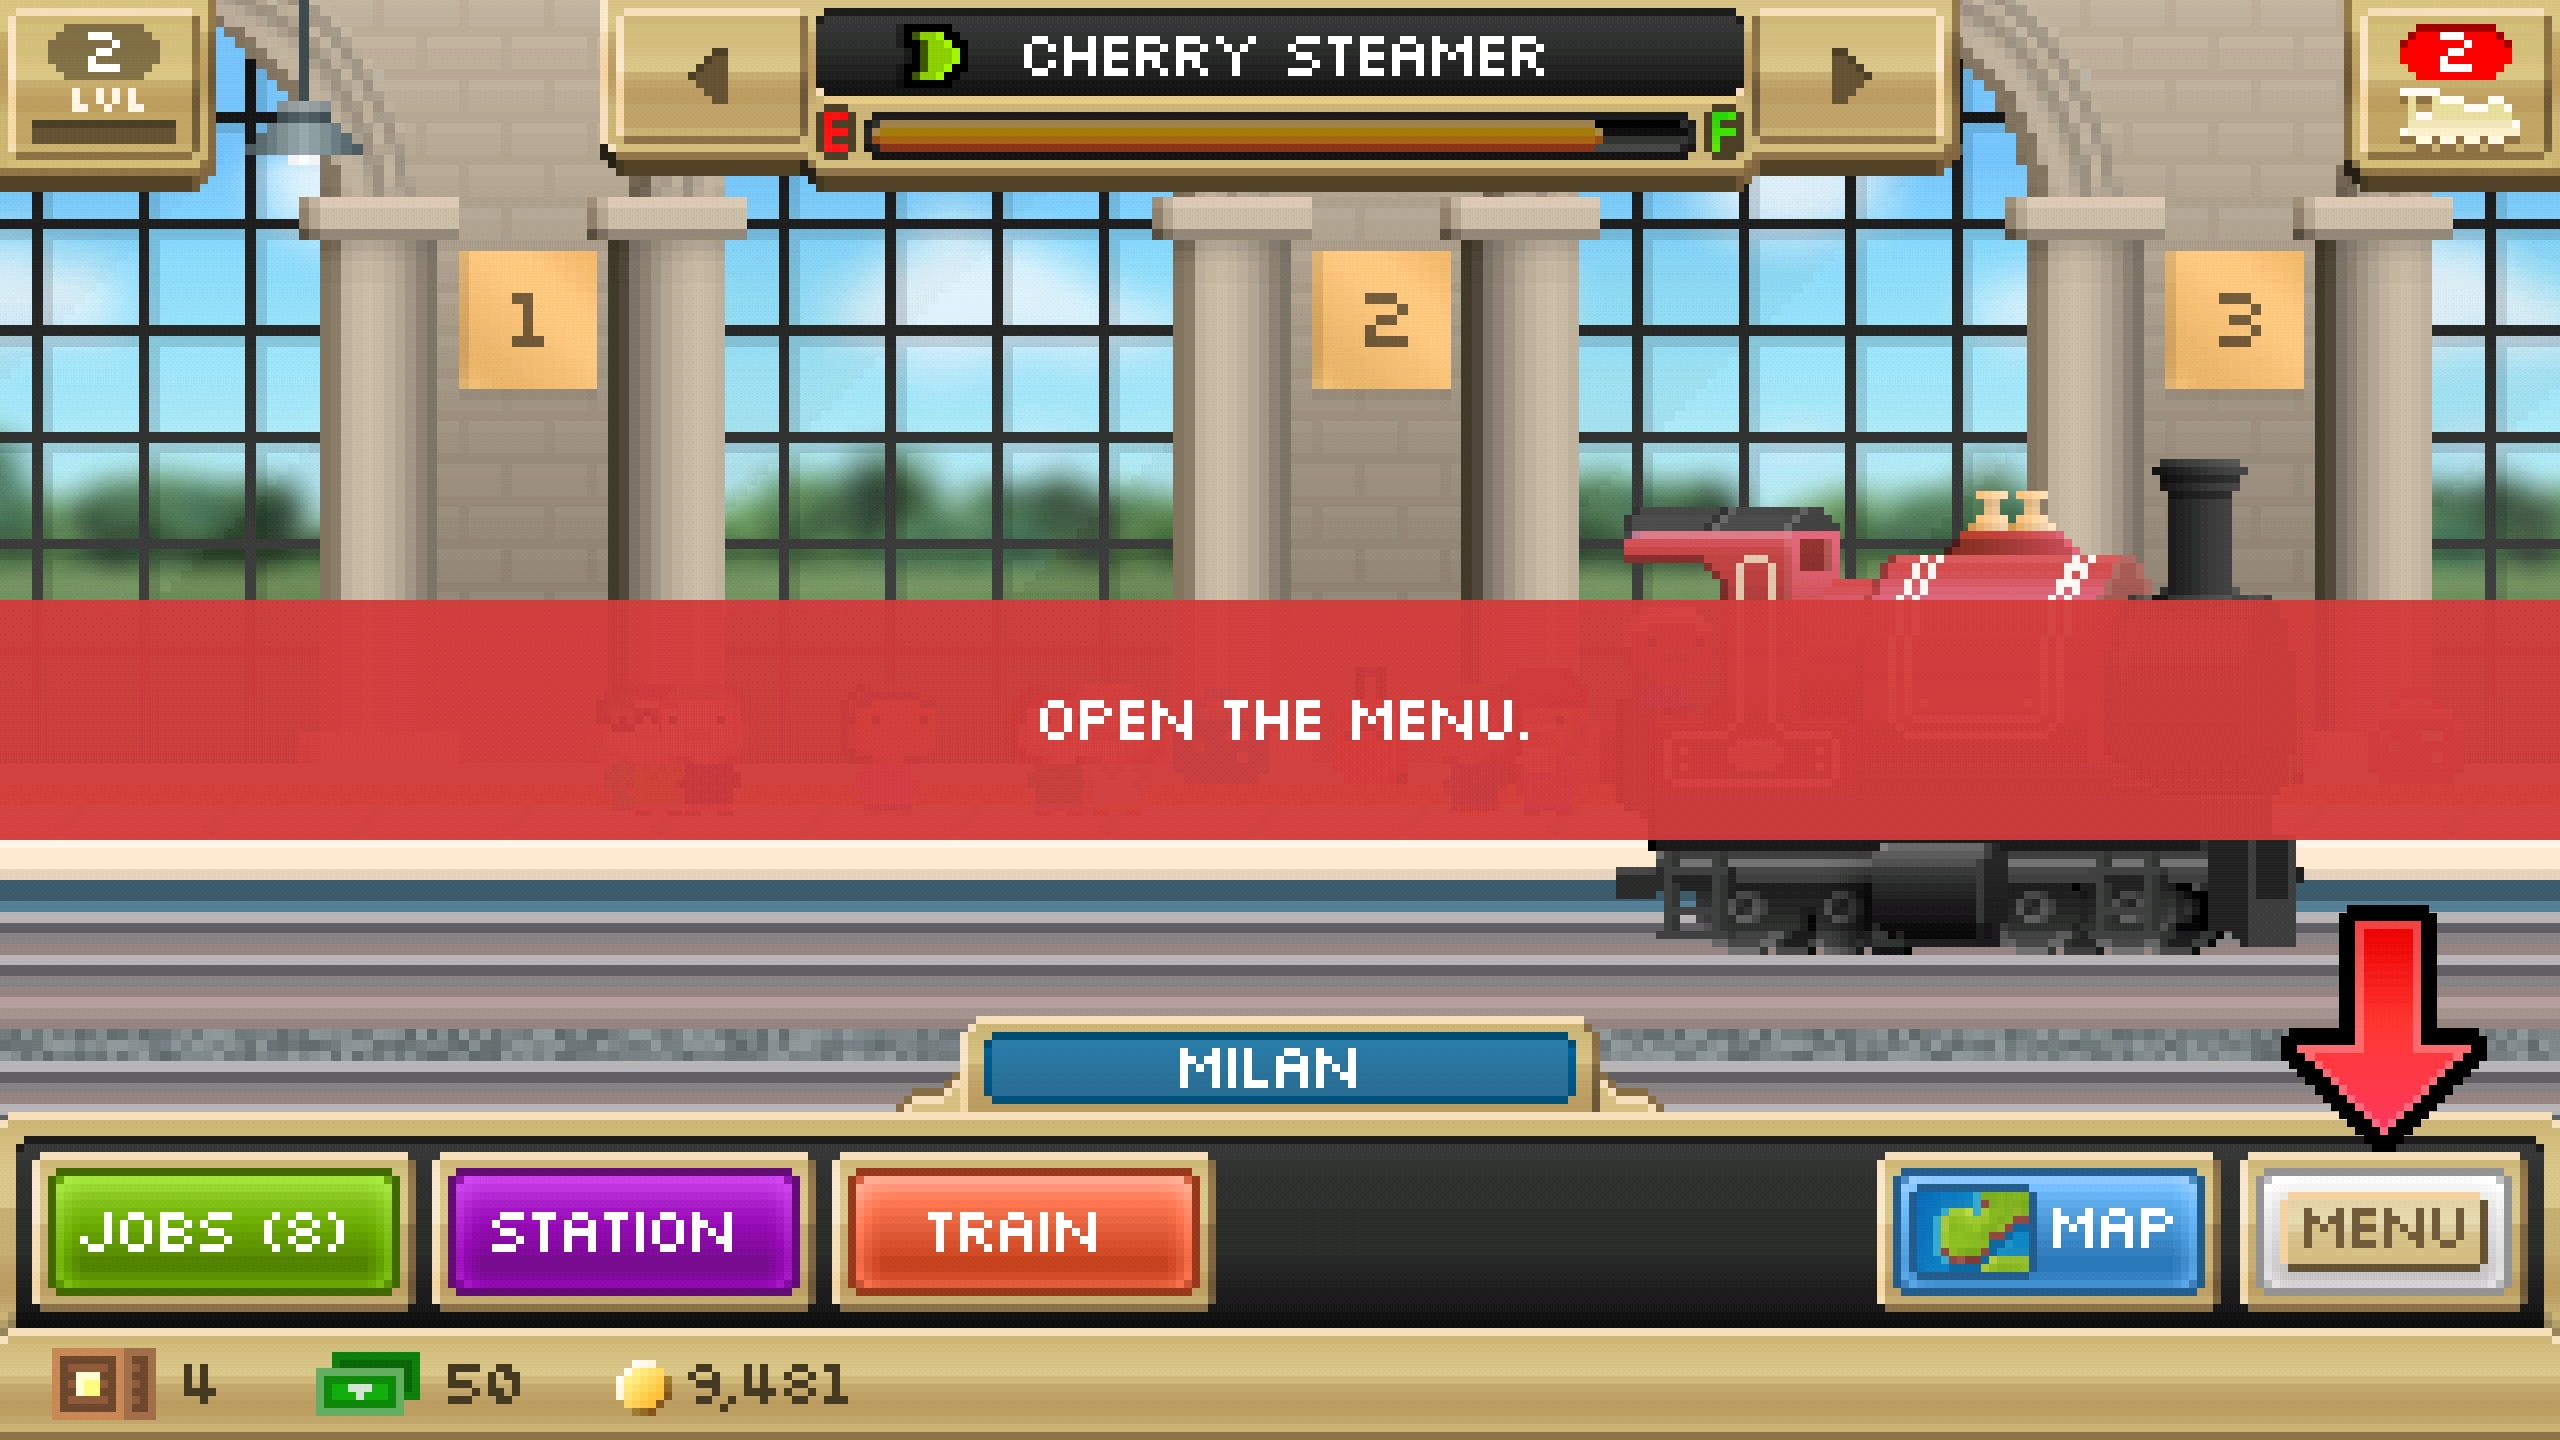 2
LVL
CHERRY STEAMER
E F
2
1 2 3
OPEN THE MENU.
MILAN
JOBS (8) STATION TRAIN MAP MENU
4 50 9,481